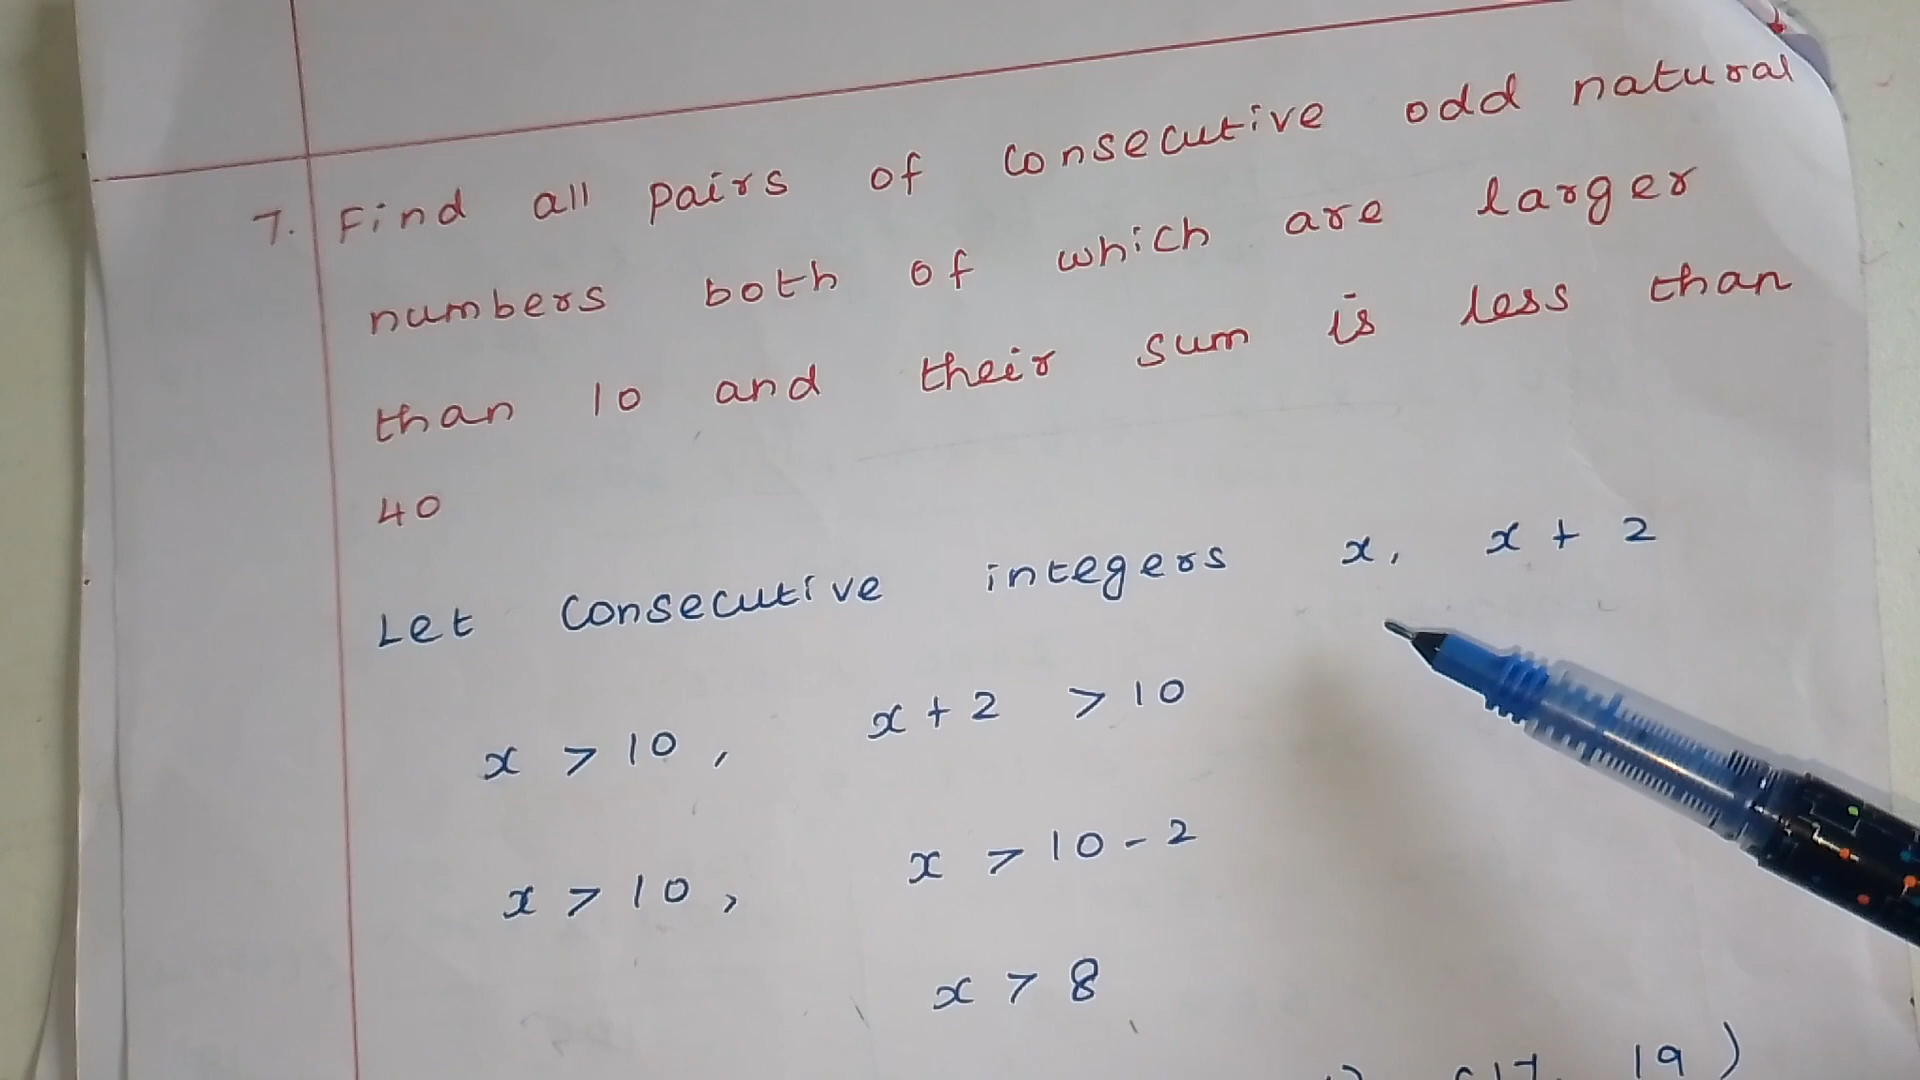 7. Find all pairs of consecutive odd natural
numbers both of which are larger
than 10 and their sum is less than
40
Let consecutive integers x, x + 2
x > 10, x + 2 > 10
x > 10, x > 10 - 2
x > 8
(17, 19)